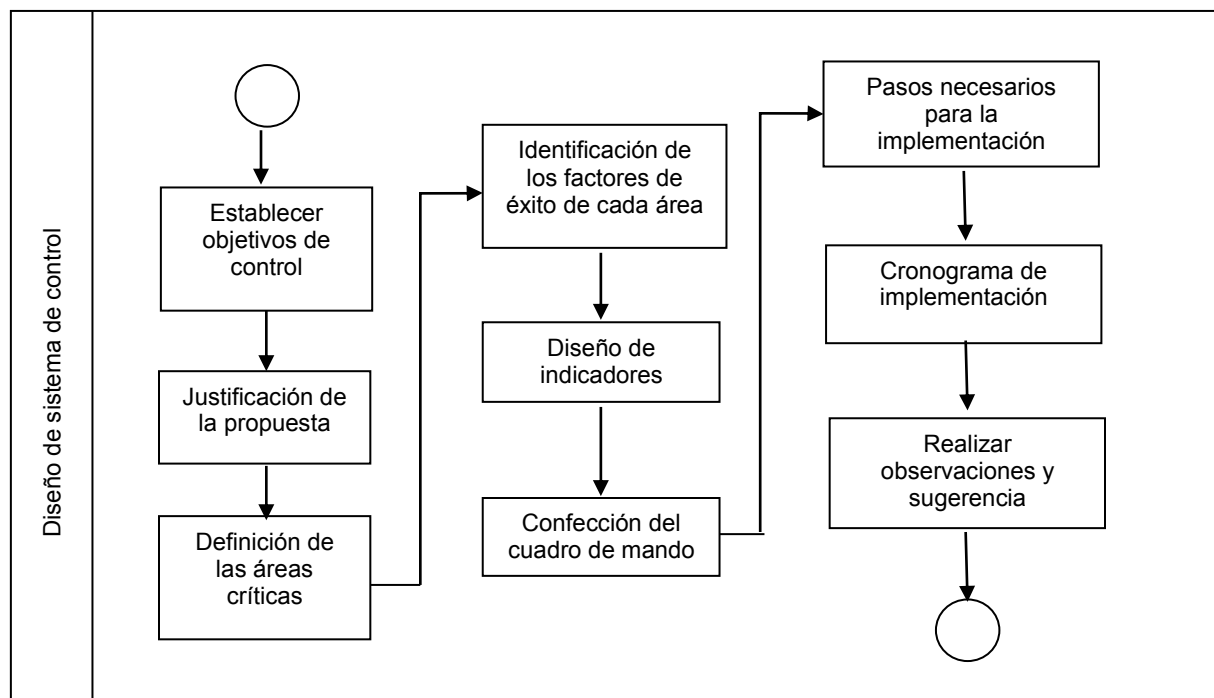 Diseño de sistema de control
Establecer
objetivos de
control
Justificación de
la propuesta
Definición de
las áreas
críticas
Identificación de
los factores de
éxito de cada área
Diseño de
indicadores
Confección del
cuadro de mando
Pasos necesarios
para la
implementación
Cronograma de
implementación
Realizar
observaciones y
sugerencia